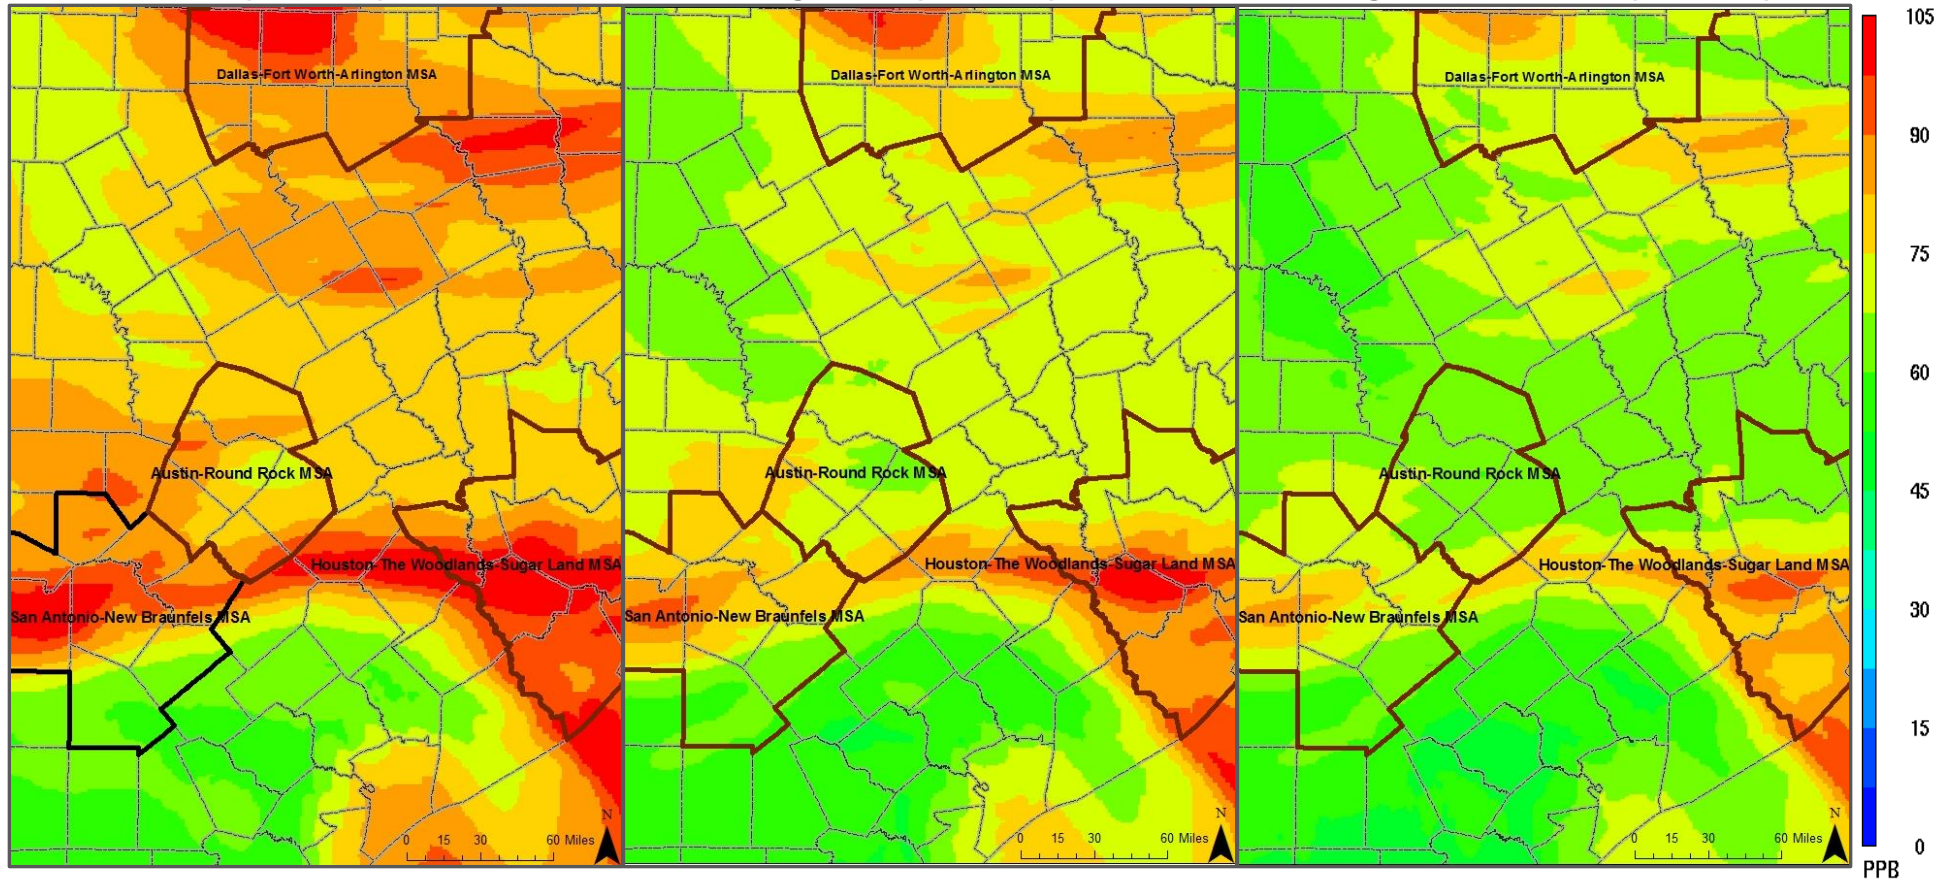 105
Dallas-Fort Worth-Arlington MSA
Dallas-Fort Worth-Arlington MSA
Dallas-Fort Worth-Arlington MSA
90
75
60
Austin-Round Rock MSA
Austin-Round Rock MSA
Austin-Round Rock MSA
45
Houston-The Woodlands-Sugar Land MSA
Houston-The Woodlands-Sugar Land MSA
Houston-The Woodlands-Sugar Land MSA
San Antonio-New Braunfels MSA
San Antonio-New Braunfels MSA
San Antonio-New Braunfels MSA
30
15
N
N
N
0 15 30 60 Miles
0 15 30 60 Miles
0 15 30 60 Miles
0
PPB